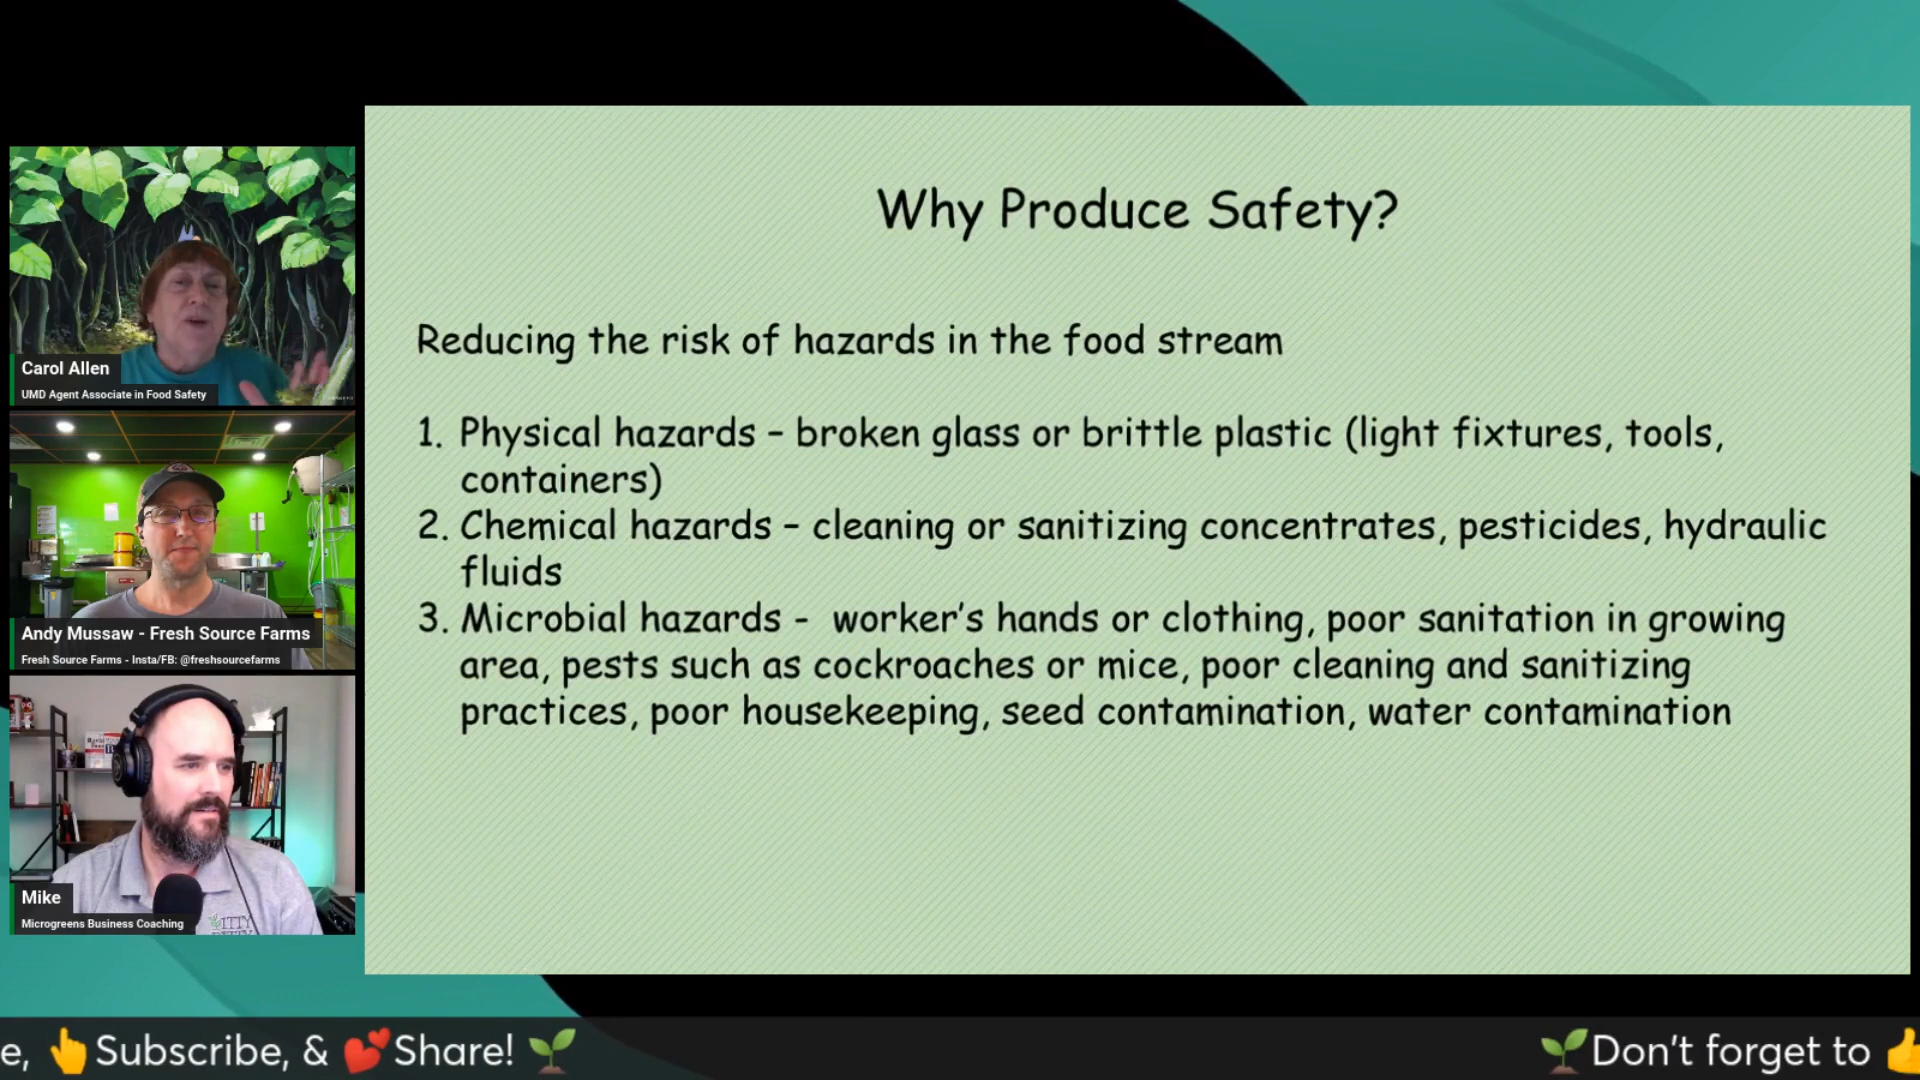 Why Produce Safety?
Reducing the risk of hazards in the food stream
1. Physical hazards – broken glass or brittle plastic (light fixtures, tools,
containers)
2. Chemical hazards – cleaning or sanitizing concentrates, pesticides, hydraulic
fluids
3. Microbial hazards - worker's hands or clothing, poor sanitation in growing
area, pests such as cockroaches or mice, poor cleaning and sanitizing
practices, poor housekeeping, seed contamination, water contamination
Carol Allen
UMD Agent Associate in Food Safety
Andy Mussaw - Fresh Source Farms
Fresh Source Farms - Insta/FB: @freshsourcefarms
Mike
Microgreens Business Coaching
e, 👆Subscribe, & 💕Share! 🌱
🌱Don't forget to 👍